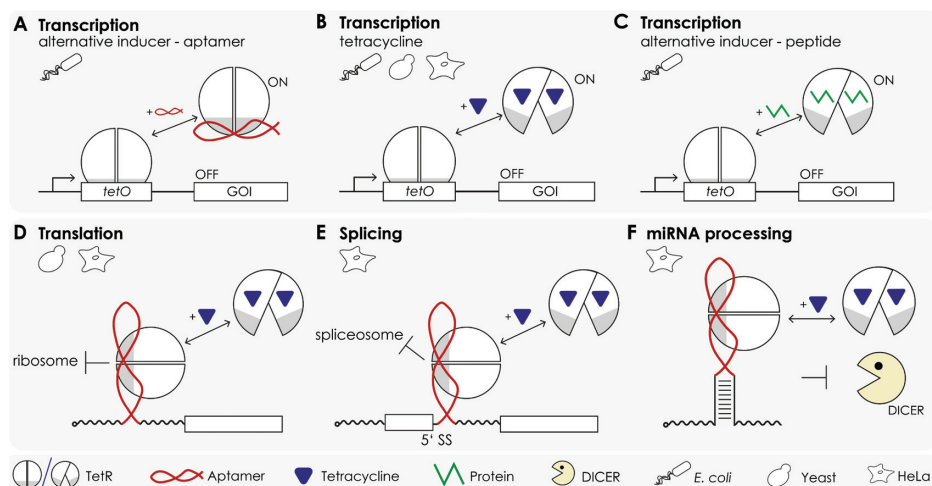 A Transcription
alternative inducer - aptamer
ON
+
OFF
tetO
GOI
B Transcription
tetracycline
ON
+
OFF
tetO
GOI
C Transcription
alternative inducer - peptide
ON
+
OFF
tetO
GOI
D Translation
+
ribosome
E Splicing
+
spliceosome
5' SS
F miRNA processing
+
DICER
/ TetR
Aptamer
Tetracycline
Protein
DICER
E. coli
Yeast
HeLa